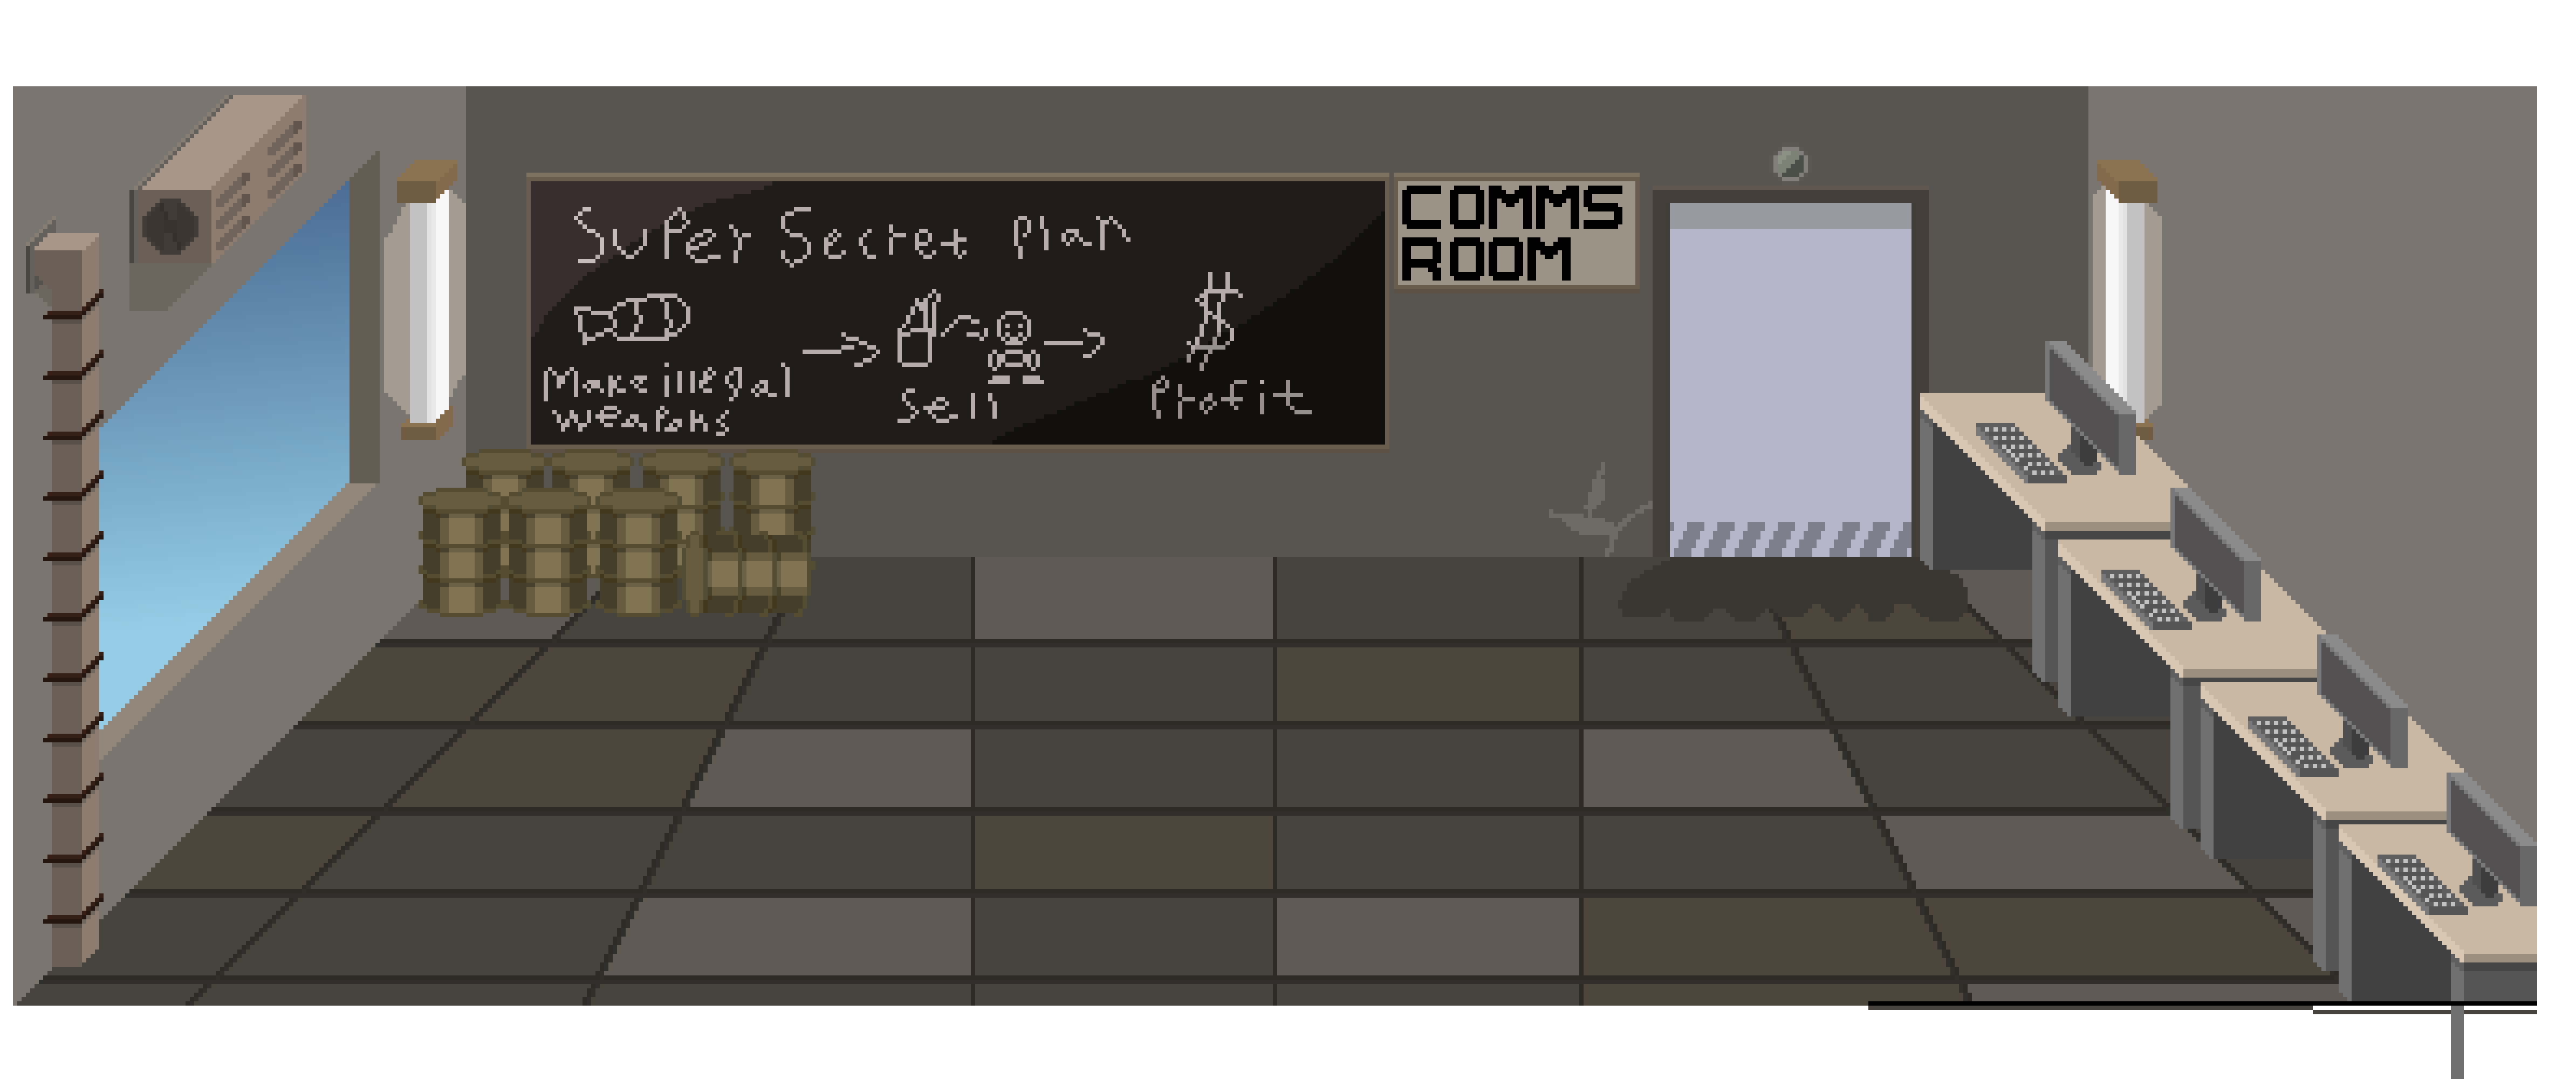 Super Secret plan
Make illegal
weapons
Sell
Profit
$
COMMS
ROOM